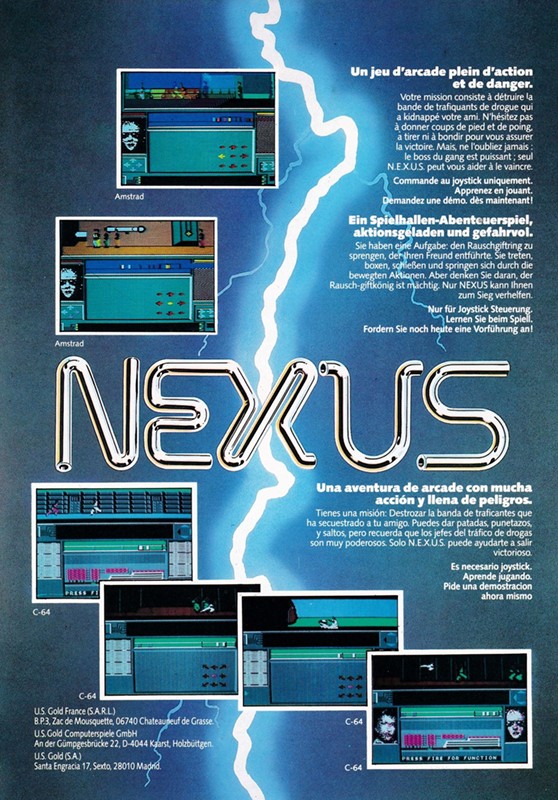 Un jeu d'arcade plein d'action
et de danger.
Votre mission consiste à détruire la
bande de trafiquants de drogue qui
a kidnappé votre ami. N'hésitez pas
à donner coups de pied et de poing,
a tirer ni à bondir pour vous assurer
la victoire. Mais, ne l'oubliez jamais :
le boss du gang est puissant ; seul
N.E.X.U.S. peut vous aider à le vaincre.
Commande au joystick uniquement.
Apprenez en jouant.
Demandez une démo. dès maintenant!
Amstrad
Ein Spielhallen-Abenteuerspiel,
aktionsgeladen und gefahrvol.
Sie haben eine Aufgabe: den Rauschgiftring zu
sprengen, der Ihren Freund entführte. Sie treten,
boxen, schießen und springen sich durch die
bewegten Aktionen. Aber denken Sie daran, der
Rausch-giftkönig ist mächtig. Nur NEXUS kann Ihnen
zum Sieg verhelfen.
Nur für Joystick Steuerung.
Lernen Sie beim Spiell.
Fordern Sie noch heute eine Vorführung an!
Amstrad
NEXUS
Una aventura de arcade con mucha
acción y llena de peligros.
Tienes una misión: Destrozar la banda de traficantes que
ha secuestrado a tu amigo. Puedes dar patadas, punetazos,
y saltos, pero recuerda que los jefes del tráfico de drogas
son muy poderosos. Solo N.E.X.U.S. puede ayudarte a salir
victorioso.
Es necesario joystick.
Aprende jugando.
Pide una demostracion
ahora mismo
PRESS FI
C-64
C-64
C-64
PRESS FIRE FOR FUNCTION
C-64
U.S. Gold France (S.A.R.L.)
B.P.3, Zac de Mousquette, 06740 Chateauneuf de Grasse.
U.S.Gold Computerspiele GmbH
An der Gümpgesbrücke 22, D-4044 Kaarst, Holzbüttgen.
U.S. Gold (S.A.)
Santa Engracia 17, Sexto, 28010 Madrid.